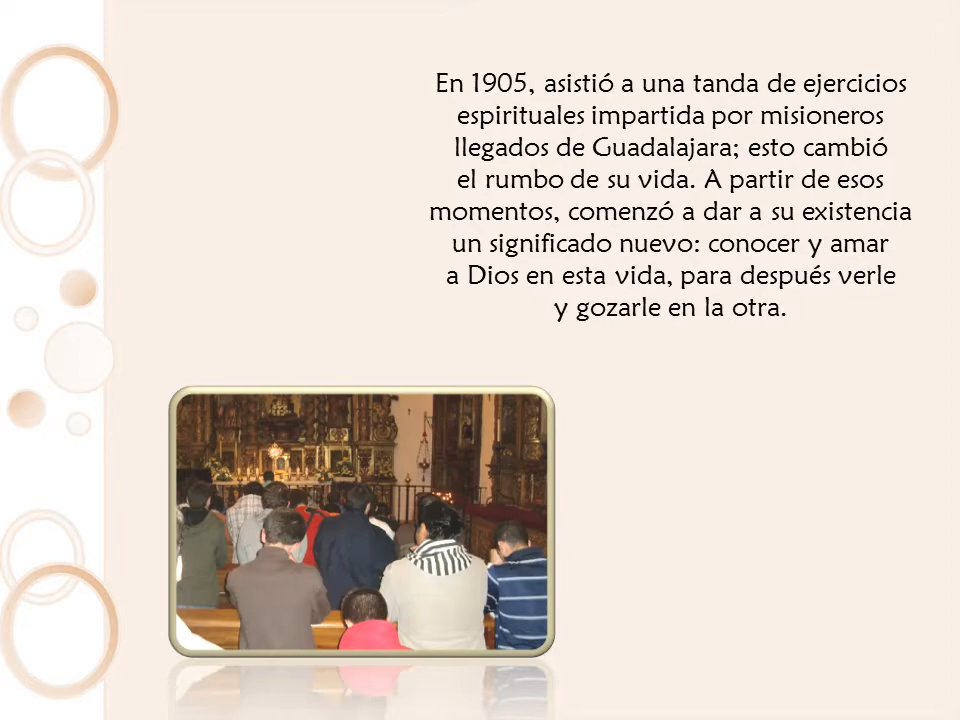 En 1905, asistió a una tanda de ejercicios
espirituales impartida por misioneros
llegados de Guadalajara; esto cambió
el rumbo de su vida. A partir de esos
momentos, comenzó a dar a su existencia
un significado nuevo: conocer y amar
a Dios en esta vida, para después verle
y gozarle en la otra.